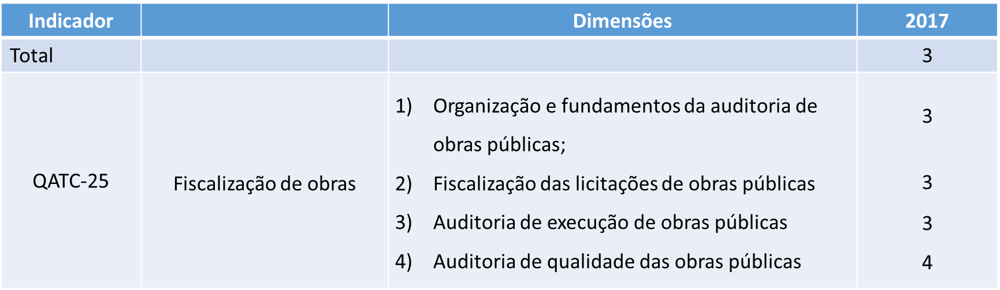 Indicador Dimensões 2017
Total 3
1) Organização e fundamentos da auditoria de 3
obras públicas;
QATC-25 Fiscalização de obras 2) Fiscalização das licitações de obras públicas 3
3) Auditoria de execução de obras públicas 3
4) Auditoria de qualidade das obras públicas 4